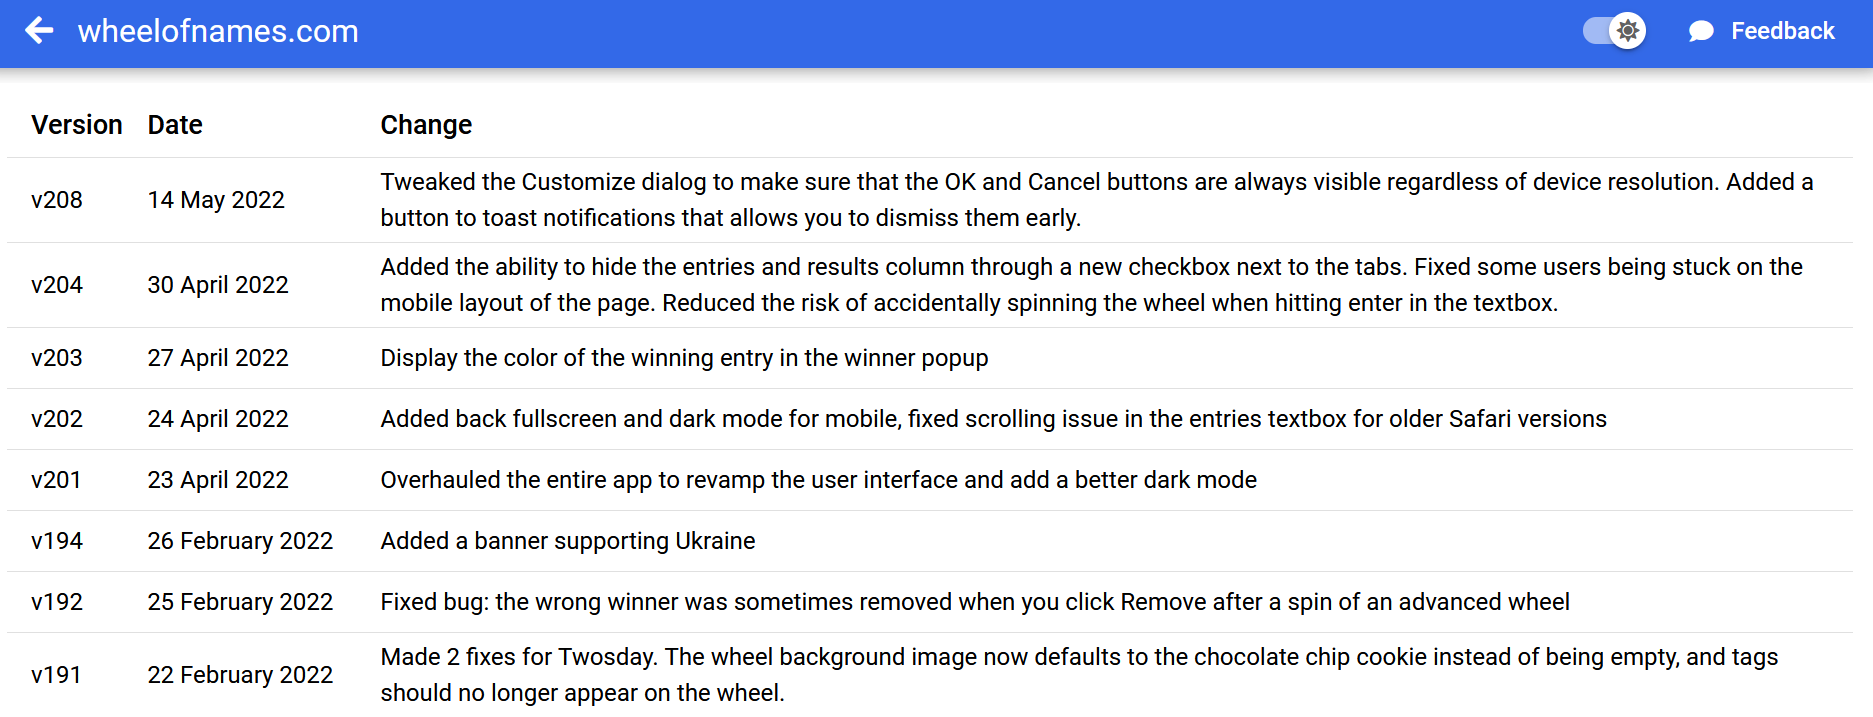 wheelofnames.com
Feedback
Version Date Change
v208 14 May 2022 Tweaked the Customize dialog to make sure that the OK and Cancel buttons are always visible regardless of device resolution. Added a
button to toast notifications that allows you to dismiss them early.
v204 30 April 2022 Added the ability to hide the entries and results column through a new checkbox next to the tabs. Fixed some users being stuck on the
mobile layout of the page. Reduced the risk of accidentally spinning the wheel when hitting enter in the textbox.
v203 27 April 2022 Display the color of the winning entry in the winner popup
v202 24 April 2022 Added back fullscreen and dark mode for mobile, fixed scrolling issue in the entries textbox for older Safari versions
v201 23 April 2022 Overhauled the entire app to revamp the user interface and add a better dark mode
v194 26 February 2022 Added a banner supporting Ukraine
v192 25 February 2022 Fixed bug: the wrong winner was sometimes removed when you click Remove after a spin of an advanced wheel
v191 22 February 2022 Made 2 fixes for Twosday. The wheel background image now defaults to the chocolate chip cookie instead of being empty, and tags
should no longer appear on the wheel.